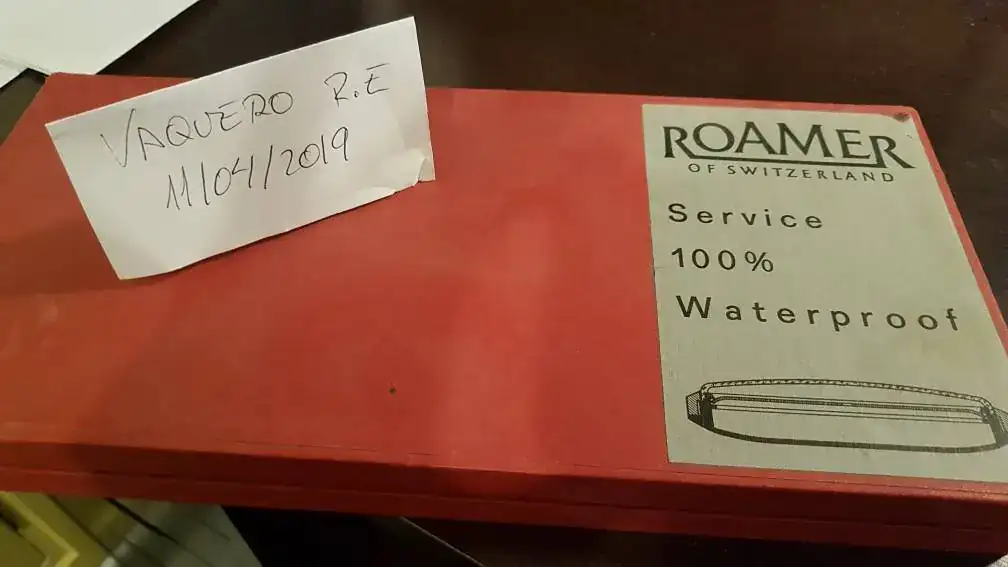 VAQUERO R.E
11/04/2019
ROAMER
OF SWITZERLAND
Service
100%
Waterproof